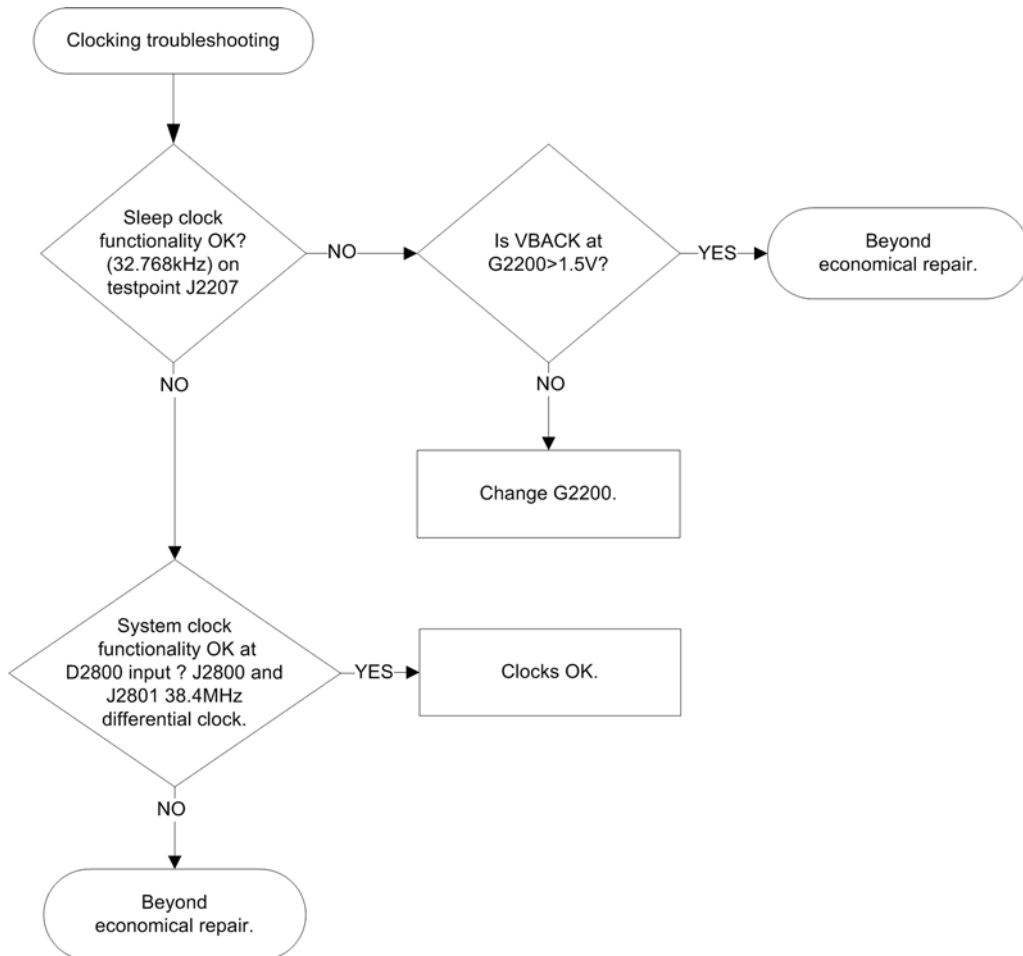 Clocking troubleshooting
Sleep clock
functionality OK?
(32.768kHz) on
testpoint J2207
NO
Is VBACK at
G2200>1.5V?
YES
Beyond
economical repair.
NO
NO
Change G2200.
System clock
functionality OK at
D2800 input ? J2800 and
J2801 38.4MHz
differential clock.
YES
Clocks OK.
NO
Beyond
economical repair.